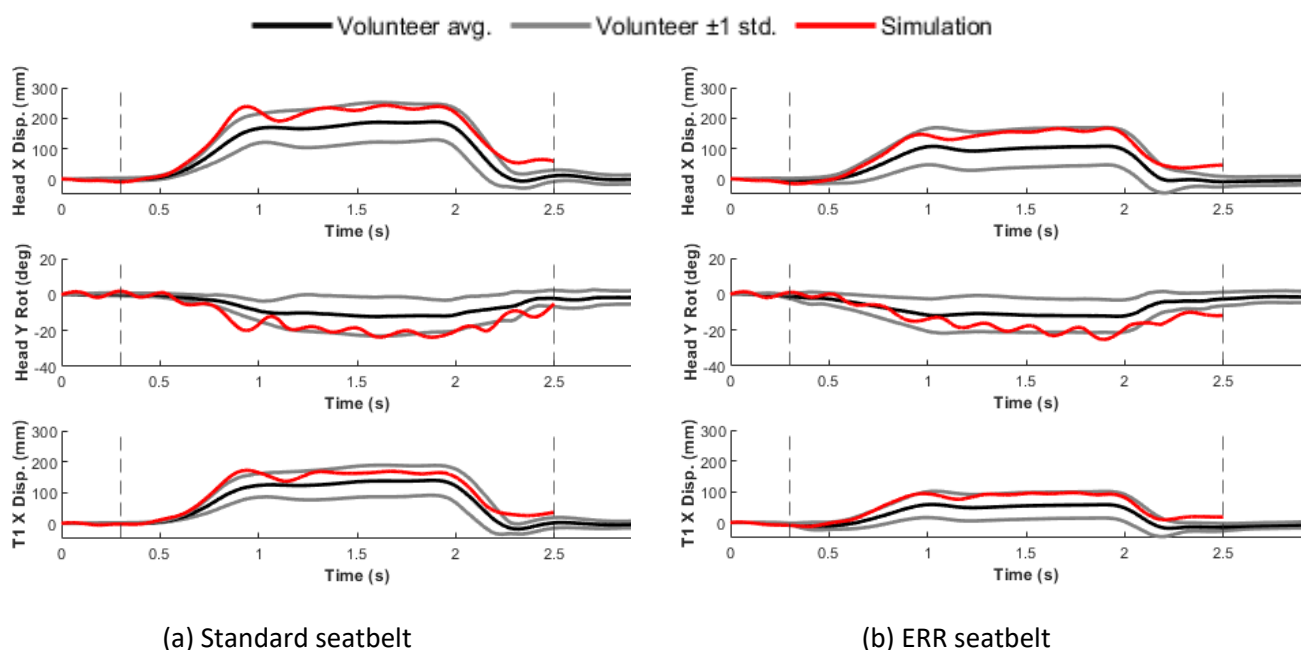 Volunteer avg. Volunteer ±1 std. Simulation
Head X Disp. (mm)
300
200
100
0
0 0.5 1 1.5 2 2.5
Time (s)
Head Y Rot (deg)
20
0
-20
-40
0 0.5 1 1.5 2 2.5
Time (s)
T1 X Disp. (mm)
300
200
100
0
0 0.5 1 1.5 2 2.5
Time (s)
(a) Standard seatbelt
Head X Disp. (mm)
300
200
100
0
0 0.5 1 1.5 2 2.5
Time (s)
Head Y Rot (deg)
20
0
-20
-40
0 0.5 1 1.5 2 2.5
Time (s)
T1 X Disp. (mm)
300
200
100
0
0 0.5 1 1.5 2 2.5
Time (s)
(b) ERR seatbelt